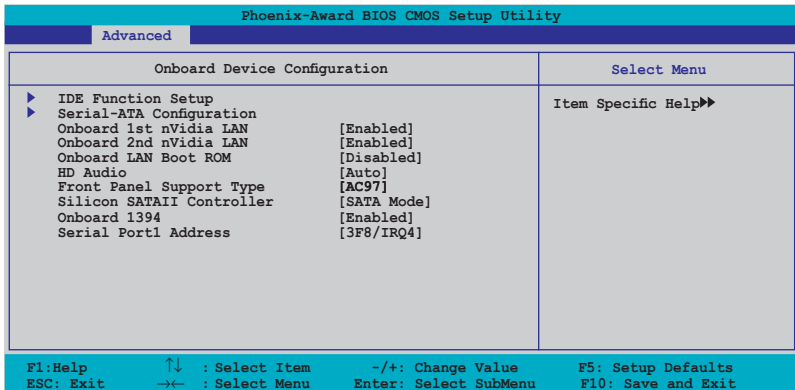 Phoenix-Award BIOS CMOS Setup Utility
Advanced
Onboard Device Configuration
Select Menu
IDE Function Setup
Serial-ATA Configuration
Onboard 1st nVidia LAN [Enabled]
Onboard 2nd nVidia LAN [Enabled]
Onboard LAN Boot ROM [Disabled]
HD Audio [Auto]
Front Panel Support Type [AC97]
Silicon SATAII Controller [SATA Mode]
Onboard 1394 [Enabled]
Serial Port1 Address [3F8/IRQ4]
Item Specific Help
F1:Help ↑↓ : Select Item -/+: Change Value F5: Setup Defaults
ESC: Exit →← : Select Menu Enter: Select SubMenu F10: Save and Exit